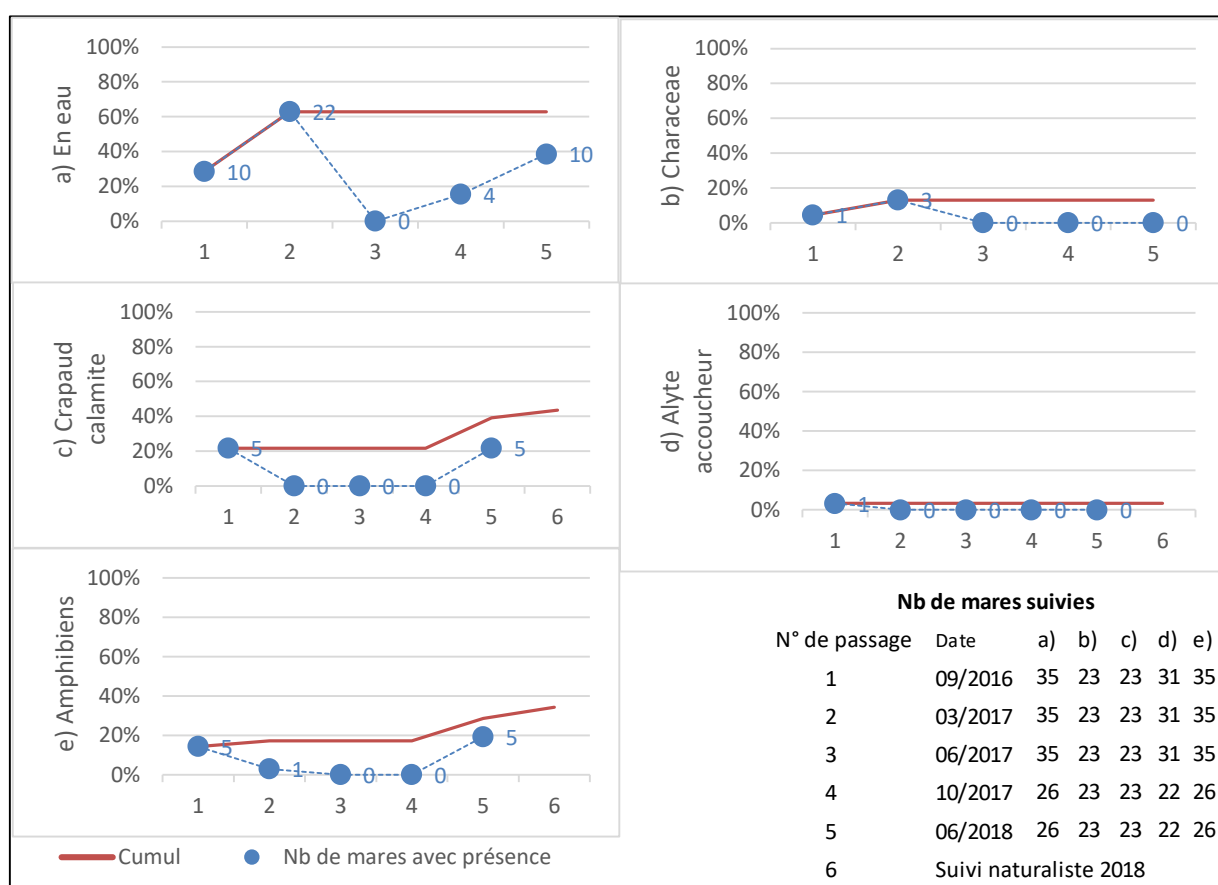 a) En eau
100%
80%
60%
40%
20%
0%
10
22
0
4
10
1 2 3 4 5
b) Characeae
100%
80%
60%
40%
20%
0%
1
3
0
0
0
1 2 3 4 5
c) Crapaud
calamite
100%
80%
60%
40%
20%
0%
5
0
0
0
5
1 2 3 4 5 6
d) Alyte
accoucheur
100%
80%
60%
40%
20%
0%
1
0
0
0
0
1 2 3 4 5 6
e) Amphibiens
100%
80%
60%
40%
20%
0%
5
1
0
0
5
1 2 3 4 5 6
Cumul Nb de mares avec présence
Nb de mares suivies
N° de passage Date a) b) c) d) e)
1 09/2016 35 23 23 31 35
2 03/2017 35 23 23 31 35
3 06/2017 35 23 23 31 35
4 10/2017 26 23 23 22 26
5 06/2018 26 23 23 22 26
6 Suivi naturaliste 2018